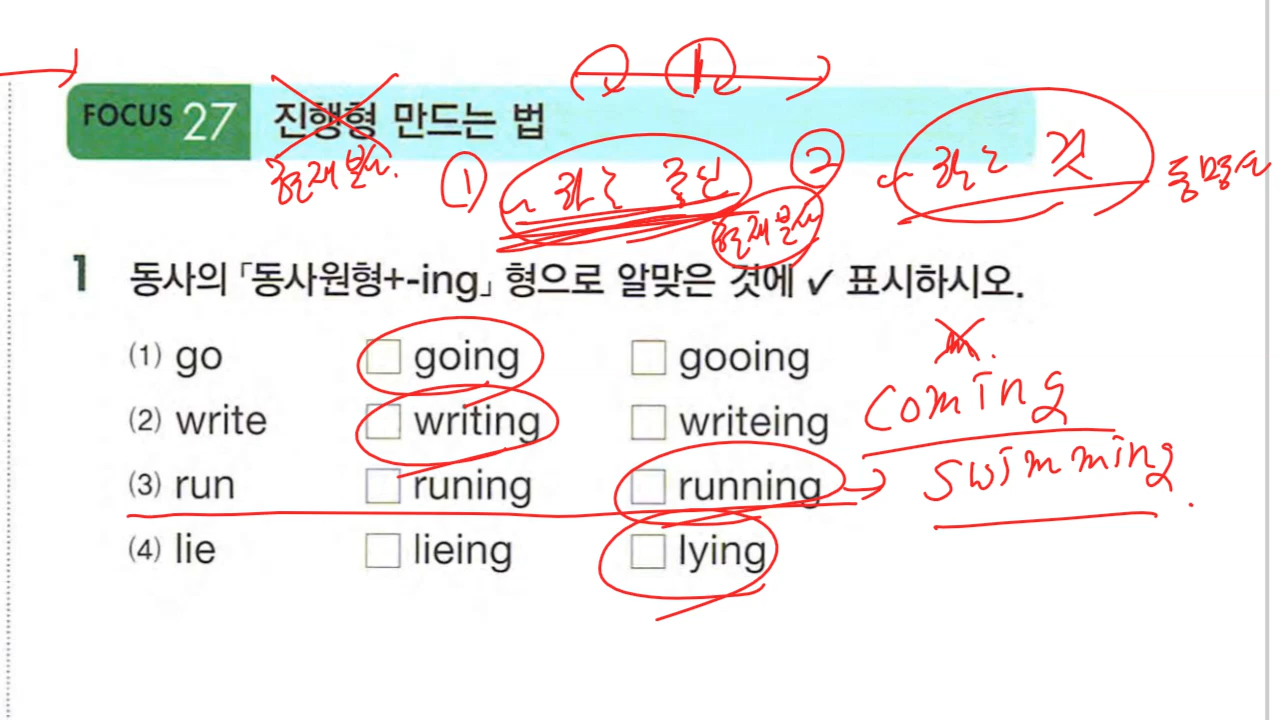 FOCUS 27 진행형 만드는 법
현재분사.
① ~ 하는 중인 ② ~ 하는 것 동명사
현재분사
1 동사의 「동사원형+-ing」 형으로 알맞은 것에 ✓ 표시하시오.
(1) go □ going □ gooing
(2) write □ writing □ writeing
coming
(3) run □ runing □ running → swimming.
(4) lie □ lieing □ lying